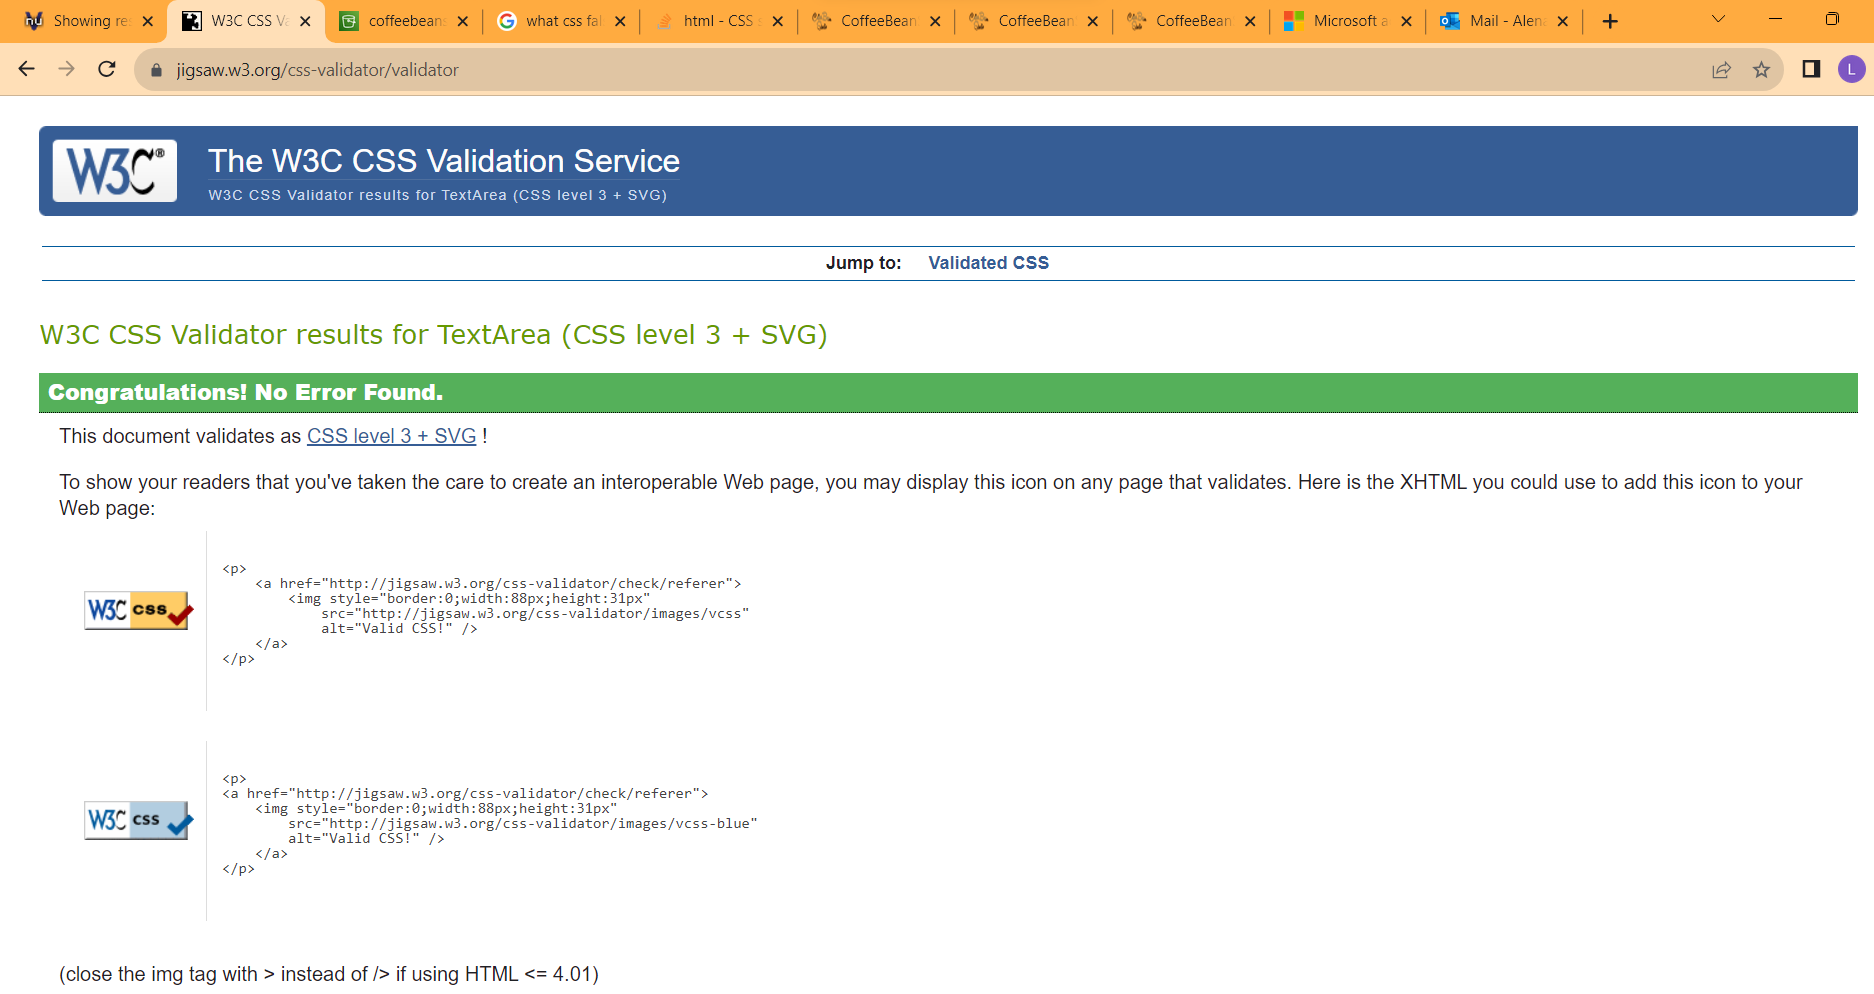 Showing re
W3C CSS Va
coffeebean
what css fal
html - CSS s
CoffeeBean
CoffeeBean
CoffeeBean
Microsoft a
Mail - Alena
jigsaw.w3.org/css-validator/validator
L
W3C®
The W3C CSS Validation Service
W3C CSS Validator results for TextArea (CSS level 3 + SVG)
Jump to: Validated CSS
W3C CSS Validator results for TextArea (CSS level 3 + SVG)
Congratulations! No Error Found.
This document validates as CSS level 3 + SVG !
To show your readers that you've taken the care to create an interoperable Web page, you may display this icon on any page that validates. Here is the XHTML you could use to add this icon to your
Web page:
W3C css
<p>
<a href="http://jigsaw.w3.org/css-validator/check/referer">
<img style="border:0;width:88px;height:31px"
src="http://jigsaw.w3.org/css-validator/images/vcss"
alt="Valid CSS!" />
</a>
</p>
W3C css
<p>
<a href="http://jigsaw.w3.org/css-validator/check/referer">
<img style="border:0;width:88px;height:31px"
src="http://jigsaw.w3.org/css-validator/images/vcss-blue"
alt="Valid CSS!" />
</a>
</p>
(close the img tag with > instead of /> if using HTML <= 4.01)